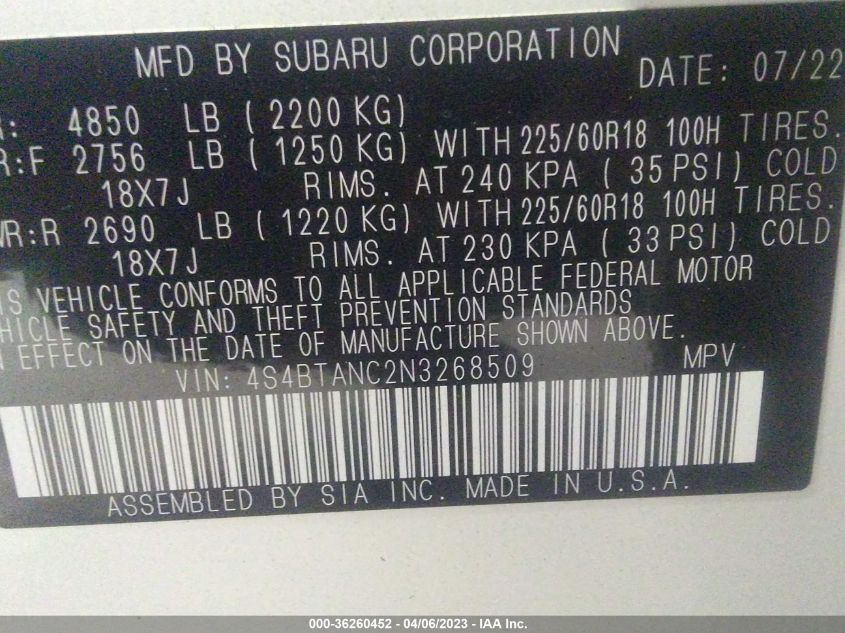 MFD BY SUBARU CORPORATION DATE: 07/22
: 4850 LB ( 2200 KG)
R:F 2756 LB ( 1250 KG) WITH 225/60R18 100H TIRES.
18X7J RIMS. AT 240 KPA ( 35 PSI) COLD
WR:R 2690 LB ( 1220 KG) WITH 225/60R18 100H TIRES.
18X7J RIMS. AT 230 KPA ( 33 PSI) COLD
IS VEHICLE CONFORMS TO ALL APPLICABLE FEDERAL MOTOR
HICLE SAFETY AND THEFT PREVENTION STANDARDS
EFFECT ON THE DATE OF MANUFACTURE SHOWN ABOVE.
VIN: 4S4BTANC2N3268509 MPV
ASSEMBLED BY SIA INC. MADE IN U.S.A.
000-36260452 - 04/06/2023 - IAA Inc.